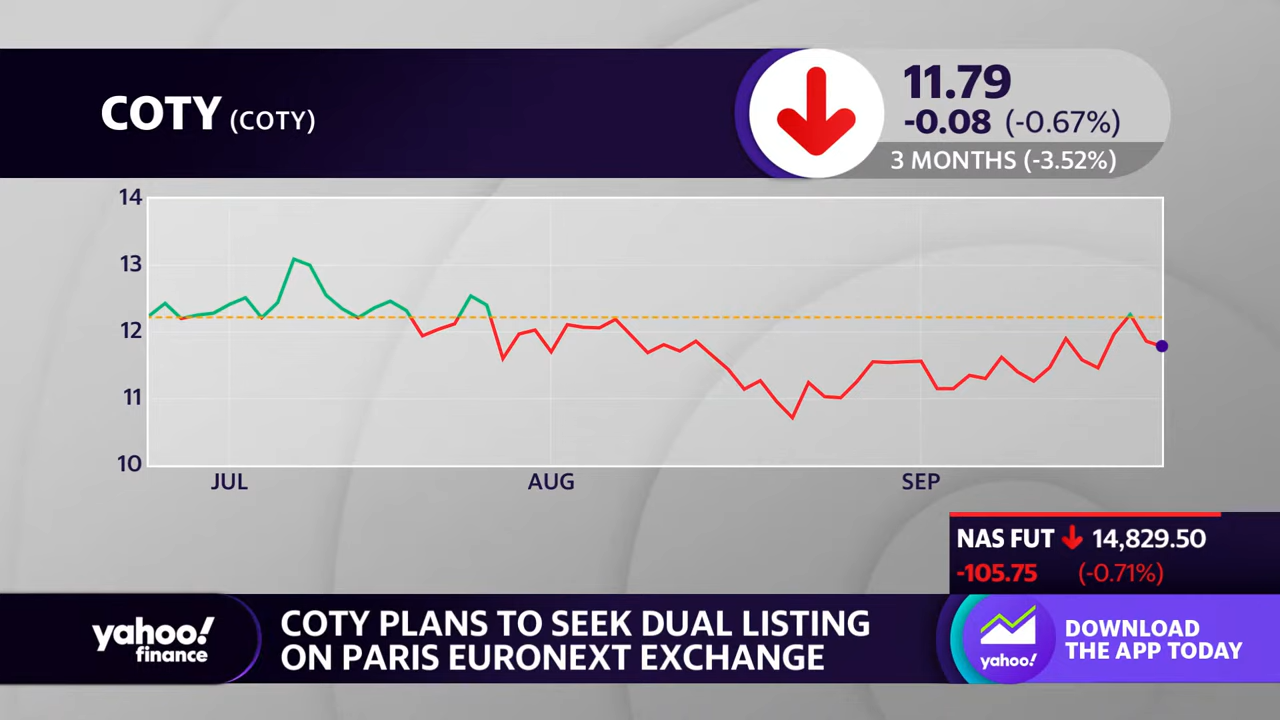 COTY (COTY)
11.79
-0.08 (-0.67%)
3 MONTHS (-3.52%)
14
13
12
11
10
JUL AUG SEP
NAS FUT 14,829.50
-105.75 (-0.71%)
yahoo!
finance
COTY PLANS TO SEEK DUAL LISTING
ON PARIS EURONEXT EXCHANGE
yahoo!
DOWNLOAD
THE APP TODAY